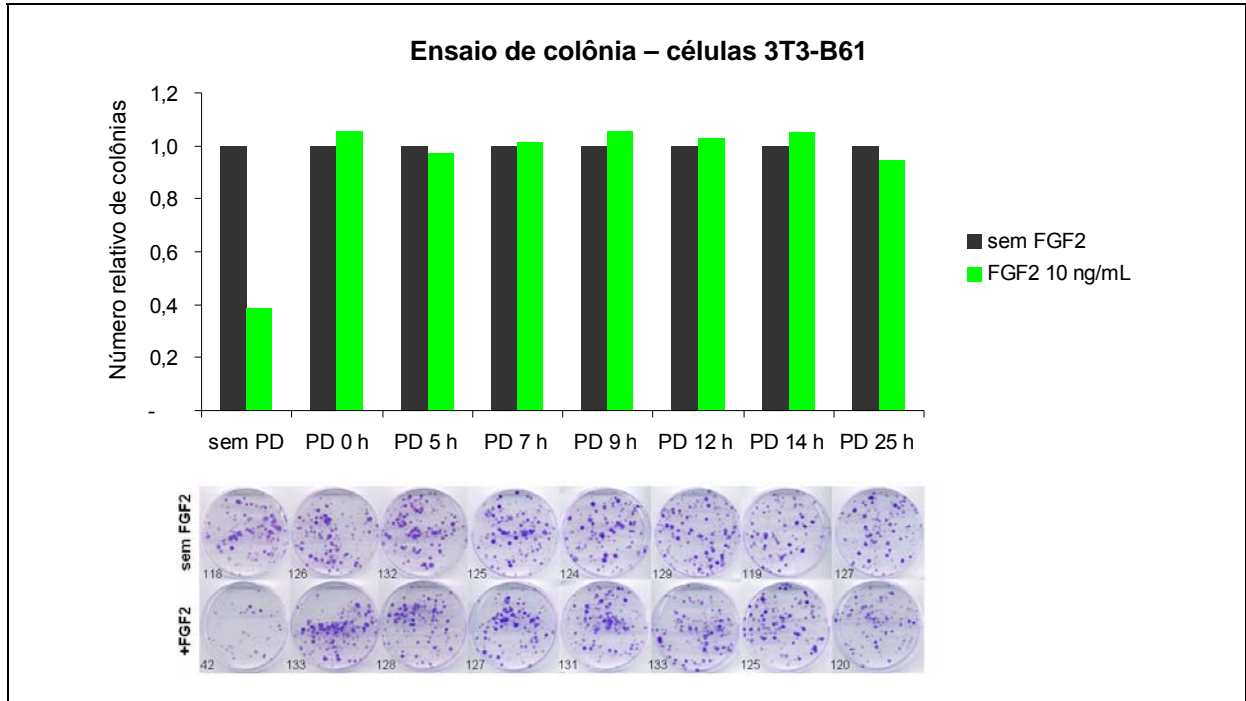 Ensaio de colônia – células 3T3-B61
Número relativo de colônias
1,2
1,0
0,8
0,6
0,4
0,2
-
sem PD PD 0 h PD 5 h PD 7 h PD 9 h PD 12 h PD 14 h PD 25 h
sem FGF2
FGF2 10 ng/mL
sem FGF2
118 126 132 125 124 129 119 127
+FGF2
42 133 128 127 131 133 125 120